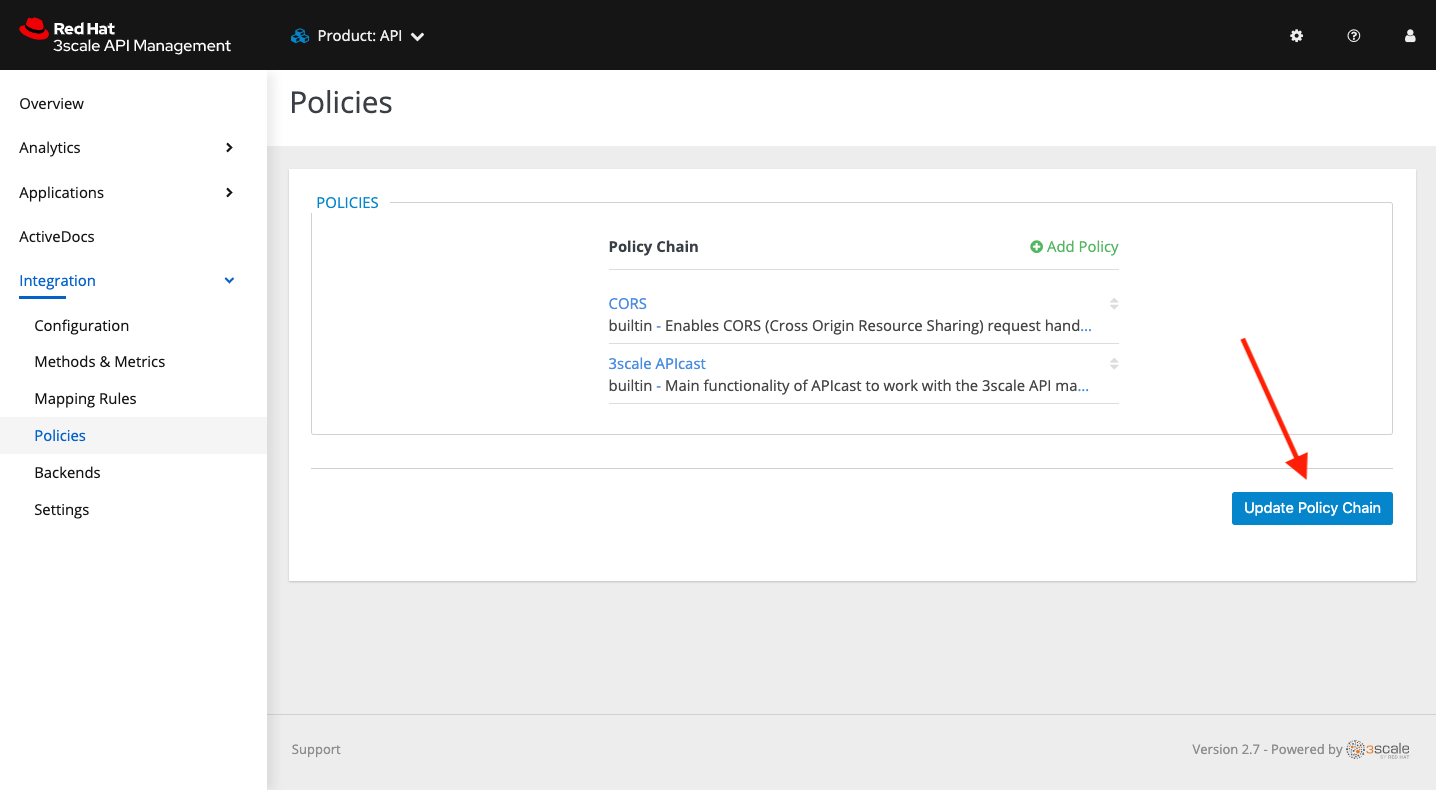 Red Hat
3scale API Management
Product: API
Overview
Analytics
Applications
ActiveDocs
Integration
Configuration
Methods & Metrics
Mapping Rules
Policies
Backends
Settings
Policies
POLICIES
Policy Chain
Add Policy
CORS
builtin - Enables CORS (Cross Origin Resource Sharing) request hand...
3scale APIcast
builtin - Main functionality of APIcast to work with the 3scale API ma...
Update Policy Chain
Support
Version 2.7 - Powered by 3scale
BY RED HAT